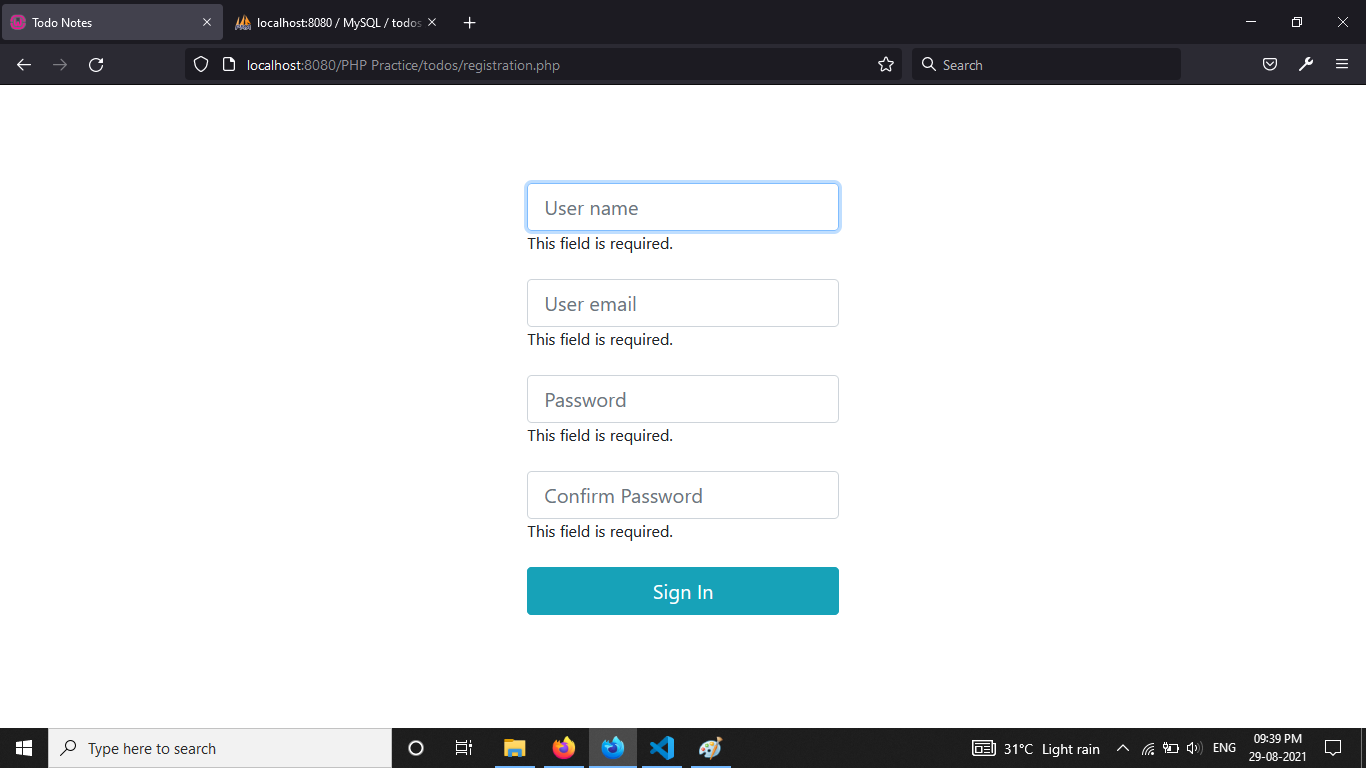 Todo Notes
localhost:8080 / MySQL / todos
localhost:8080/PHP Practice/todos/registration.php
Search
User name
This field is required.
User email
This field is required.
Password
This field is required.
Confirm Password
This field is required.
Sign In
Type here to search
31°C Light rain
ENG
09:39 PM
29-08-2021